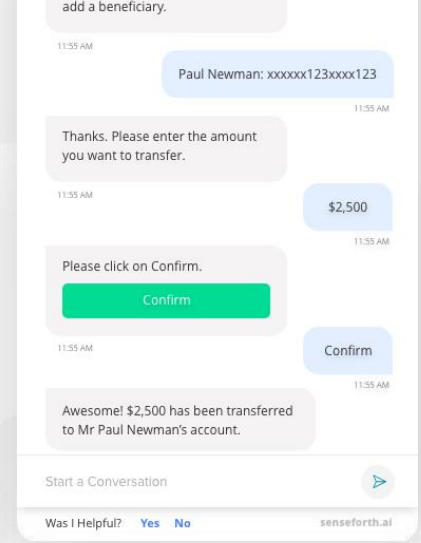 add a beneficiary.
11:55 AM
Paul Newman: xxxxxx123xxxx123
11:55 AM
Thanks. Please enter the amount
you want to transfer.
11:55 AM
$2,500
11:55 AM
Please click on Confirm.
Confirm
11:55 AM
Confirm
11:55 AM
Awesome! $2,500 has been transferred
to Mr Paul Newman's account.
Start a Conversation
Was I Helpful? Yes No senseforth.ai